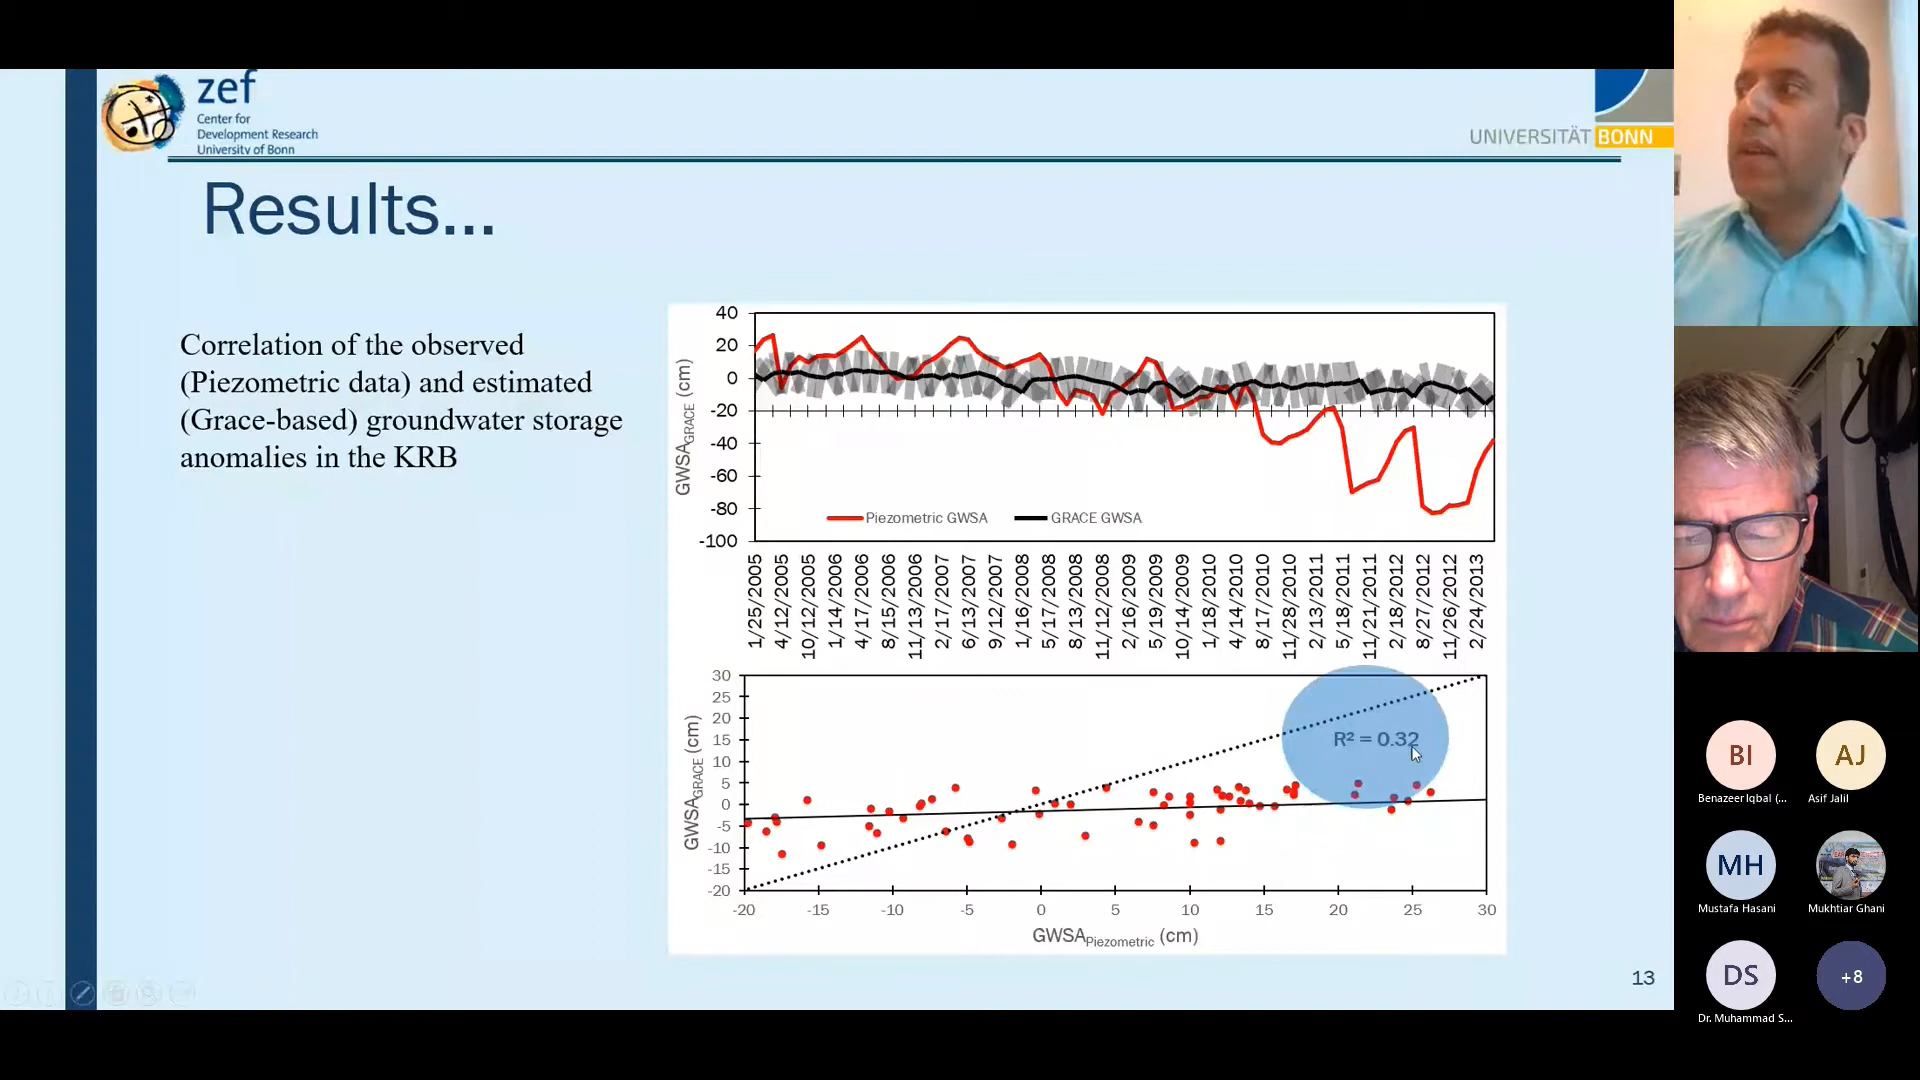 zef
Center for
Development Research
University of Bonn
UNIVERSITÄT BONN
Results...
Correlation of the observed
(Piezometric data) and estimated
(Grace-based) groundwater storage
anomalies in the KRB
40
20
0
-20
-40
-60
-80
-100
GWSAGRACE (cm)
Piezometric GWSA
GRACE GWSA
1/25/2005
4/12/2005
10/12/2005
1/14/2006
4/17/2006
8/15/2006
11/13/2006
2/17/2007
6/13/2007
9/12/2007
1/16/2008
5/17/2008
8/13/2008
11/12/2008
2/16/2009
5/19/2009
10/14/2009
1/18/2010
4/14/2010
8/17/2010
11/28/2010
2/13/2011
5/18/2011
11/21/2011
2/18/2012
8/27/2012
11/26/2012
2/24/2013
30
25
20
15
10
5
0
-5
-10
-15
-20
GWSAGRACE (cm)
R² = 0.32
-20 -15 -10 -5 0 5 10 15 20 25 30
GWSAPiezometric (cm)
13
BI
Benazeer Iqbal (...
AJ
Asif Jalil
MH
Mustafa Hasani
Mukhtiar Ghani
DS
Dr. Muhammad S...
+8